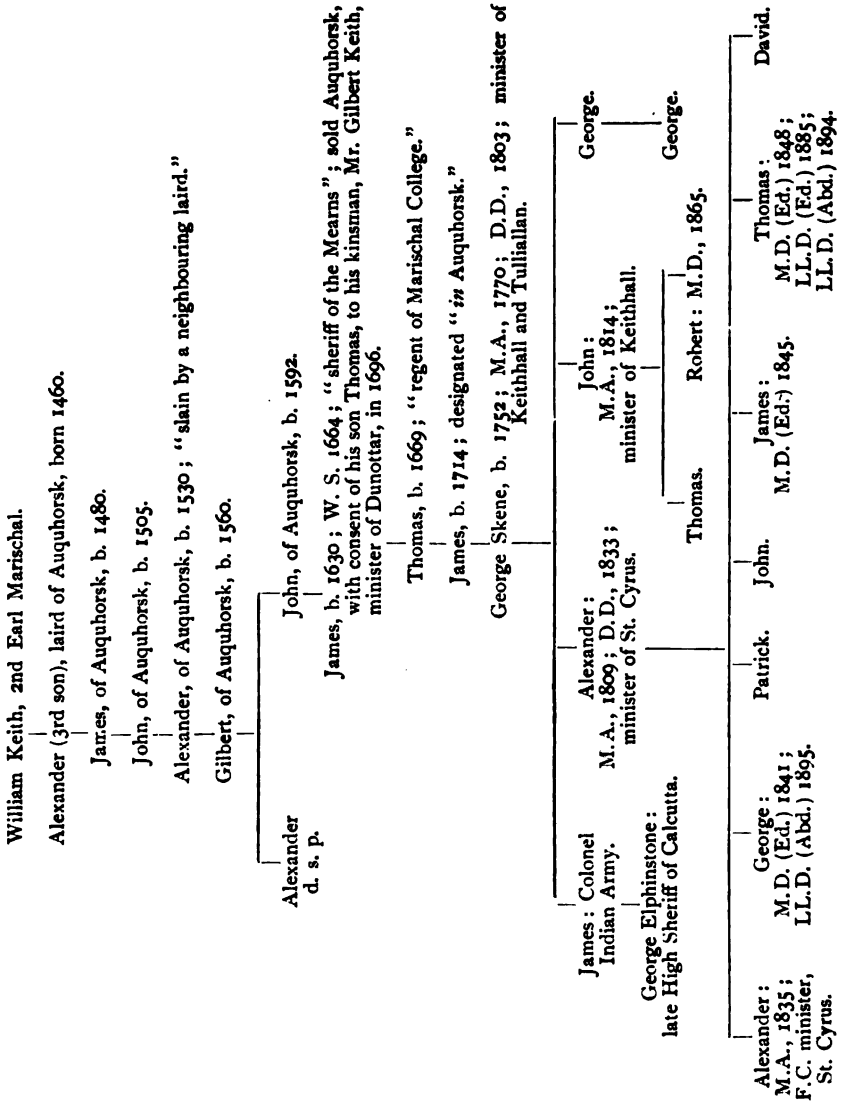 William Keith, 2nd Earl Marischal.
Alexander (3rd son), laird of Auquhorsk, born 1460.
James, of Auquhorsk, b. 1480.
John, of Auquhorsk, b. 1505.
Alexander, of Auquhorsk, b. 1530; “slain by a neighbouring laird.”
Gilbert, of Auquhorsk, b. 1560.
Alexander
d. s. p.
John, of Auquhorsk, b. 1592.
James, b. 1630; W. S. 1664; “sheriff of the Mearns”; sold Auquhorsk,
with consent of his son Thomas, to his kinsman, Mr. Gilbert Keith,
minister of Dunottar, in 1696.
Thomas, b. 1669; “regent of Marischal College.”
James, b. 1714; designated “in Auquhorsk.”
George Skene, b. 1752; M.A., 1770; D.D., 1803; minister of
Keithhall and Tulliallan.
James: Colonel
Indian Army.
George Elphinstone:
late High Sheriff of Calcutta.
Alexander:
M.A., 1809; D.D., 1833;
minister of St. Cyrus.
John:
M.A., 1814;
minister of Keithhall.
Thomas.
Robert: M.D., 1865.
George.
George.
Alexander:
M.A., 1835;
F.C. minister,
St. Cyrus.
George:
M.D. (Ed.) 1841;
LL.D. (Abd.) 1895.
Patrick.
John.
James:
M.D. (Ed.) 1845.
Thomas:
M.D. (Ed.) 1848;
LL.D. (Ed.) 1885;
LL.D. (Abd.) 1894.
David.